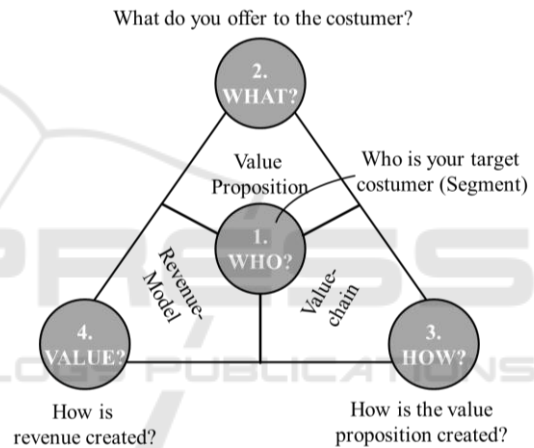 What do you offer to the costumer?
2.
WHAT?
Value
Proposition
Who is your target
costumer (Segment)
1.
WHO?
Revenue-
Model
Value-
chain
4.
VALUE?
3.
HOW?
How is
revenue created?
How is the value
proposition created?